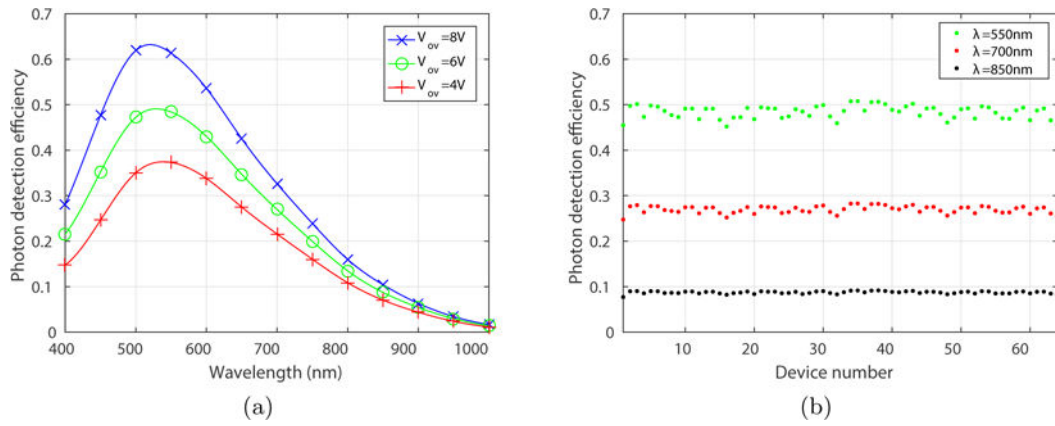 0.7
0.6
0.5
0.4
0.3
0.2
0.1
0
400 500 600 700 800 900 1000
Photon detection efficiency
Wavelength (nm)
V_ov=8V
V_ov=6V
V_ov=4V
(a)
0.7
0.6
0.5
0.4
0.3
0.2
0.1
0
10 20 30 40 50 60
Photon detection efficiency
Device number
λ=550nm
λ=700nm
λ=850nm
(b)